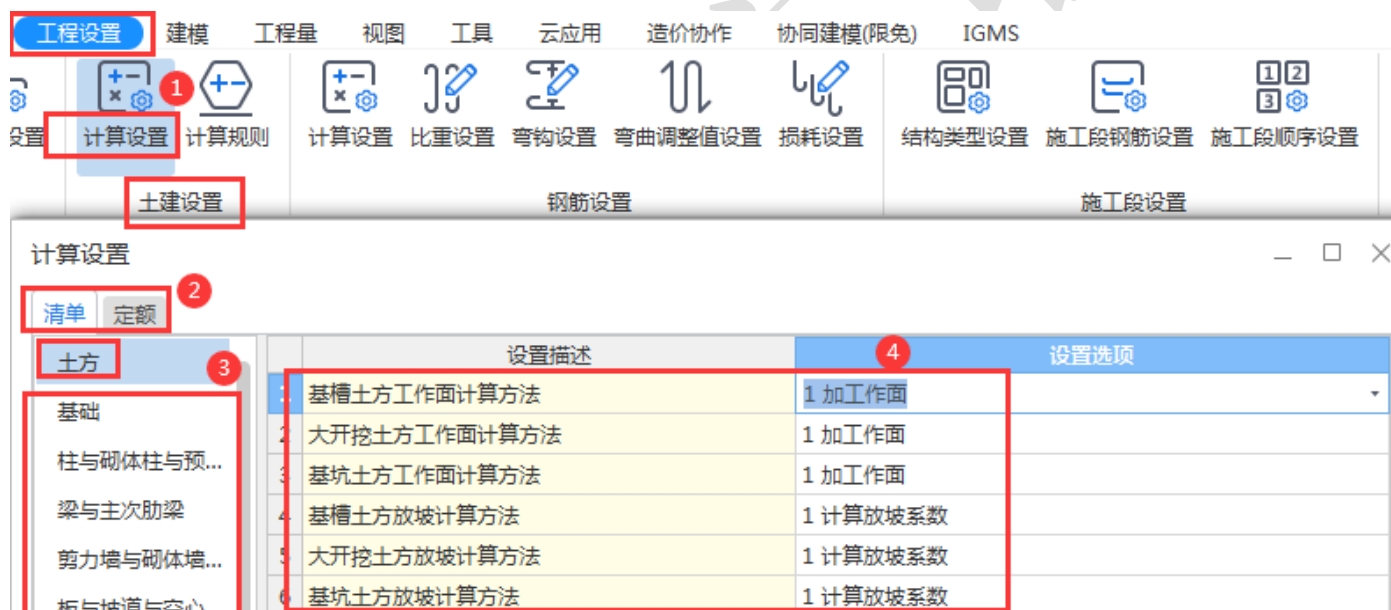 工程设置 建模 工程量 视图 工具 云应用 造价协作 协同建模(限免) IGMS
1
1 2
3
设置 计算设置 计算规则 计算设置 比重设置 弯钩设置 弯曲调整值设置 损耗设置 结构类型设置 施工段钢筋设置 施工段顺序设置
土建设置 钢筋设置 施工段设置
计算设置
2
清单 定额
土方 3 设置描述 4 设置选项
1 基槽土方工作面计算方法 1 加工作面
基础
2 大开挖土方工作面计算方法 1 加工作面
柱与砌体柱与预...
3 基坑土方工作面计算方法 1 加工作面
梁与主次肋梁
4 基槽土方放坡计算方法 1 计算放坡系数
剪力墙与砌体墙...
5 大开挖土方放坡计算方法 1 计算放坡系数
6 基坑土方放坡计算方法 1 计算放坡系数
板与坡道与空心